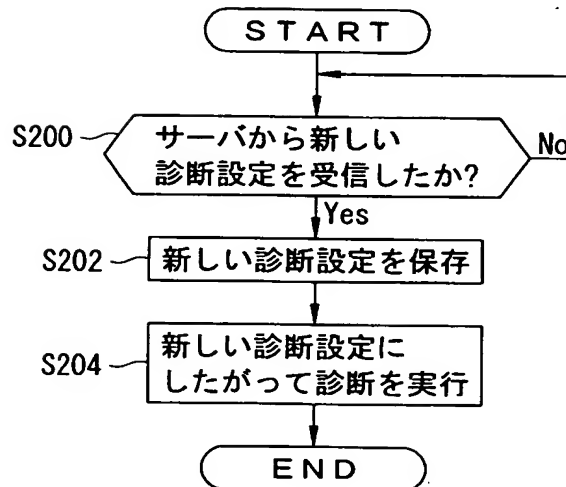 START
S200
サーバから新しい
診断設定を受信したか?
No
Yes
S202
新しい診断設定を保存
S204
新しい診断設定に
したがって診断を実行
END